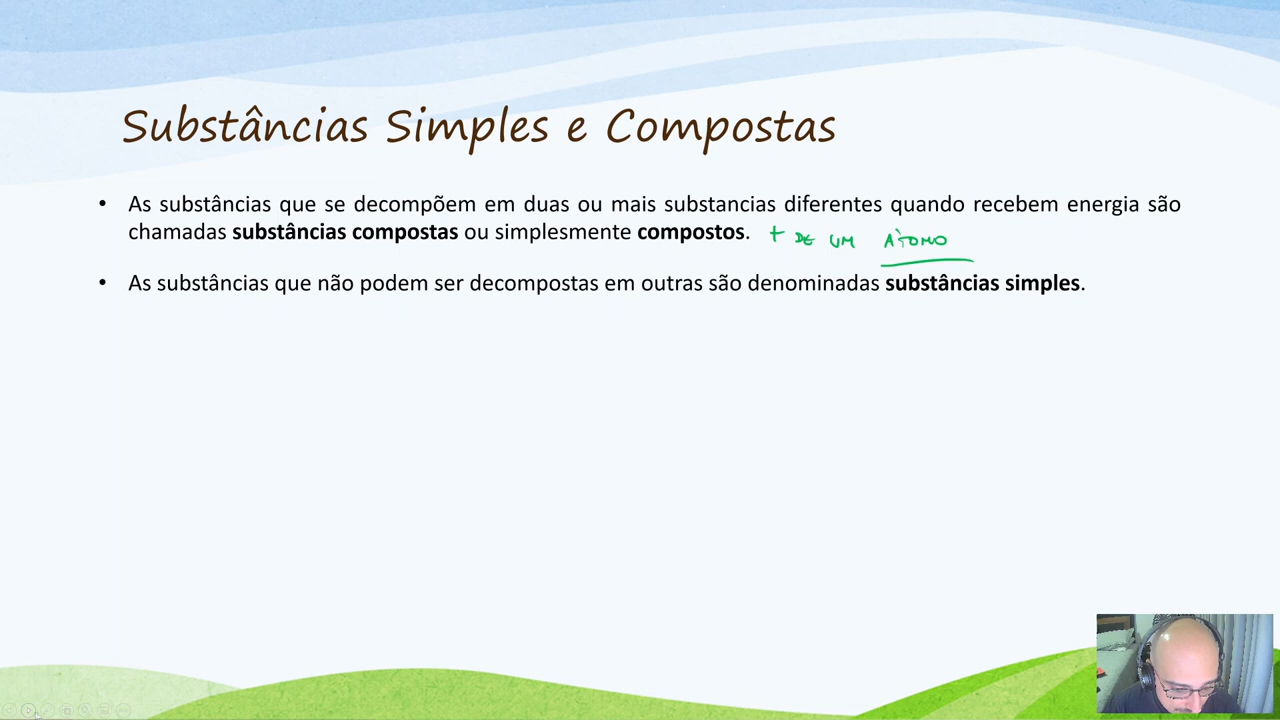 Substâncias Simples e Compostas
• As substâncias que se decompõem em duas ou mais substancias diferentes quando recebem energia são
chamadas substâncias compostas ou simplesmente compostos. + DE UM ÁTOMO
• As substâncias que não podem ser decompostas em outras são denominadas substâncias simples.